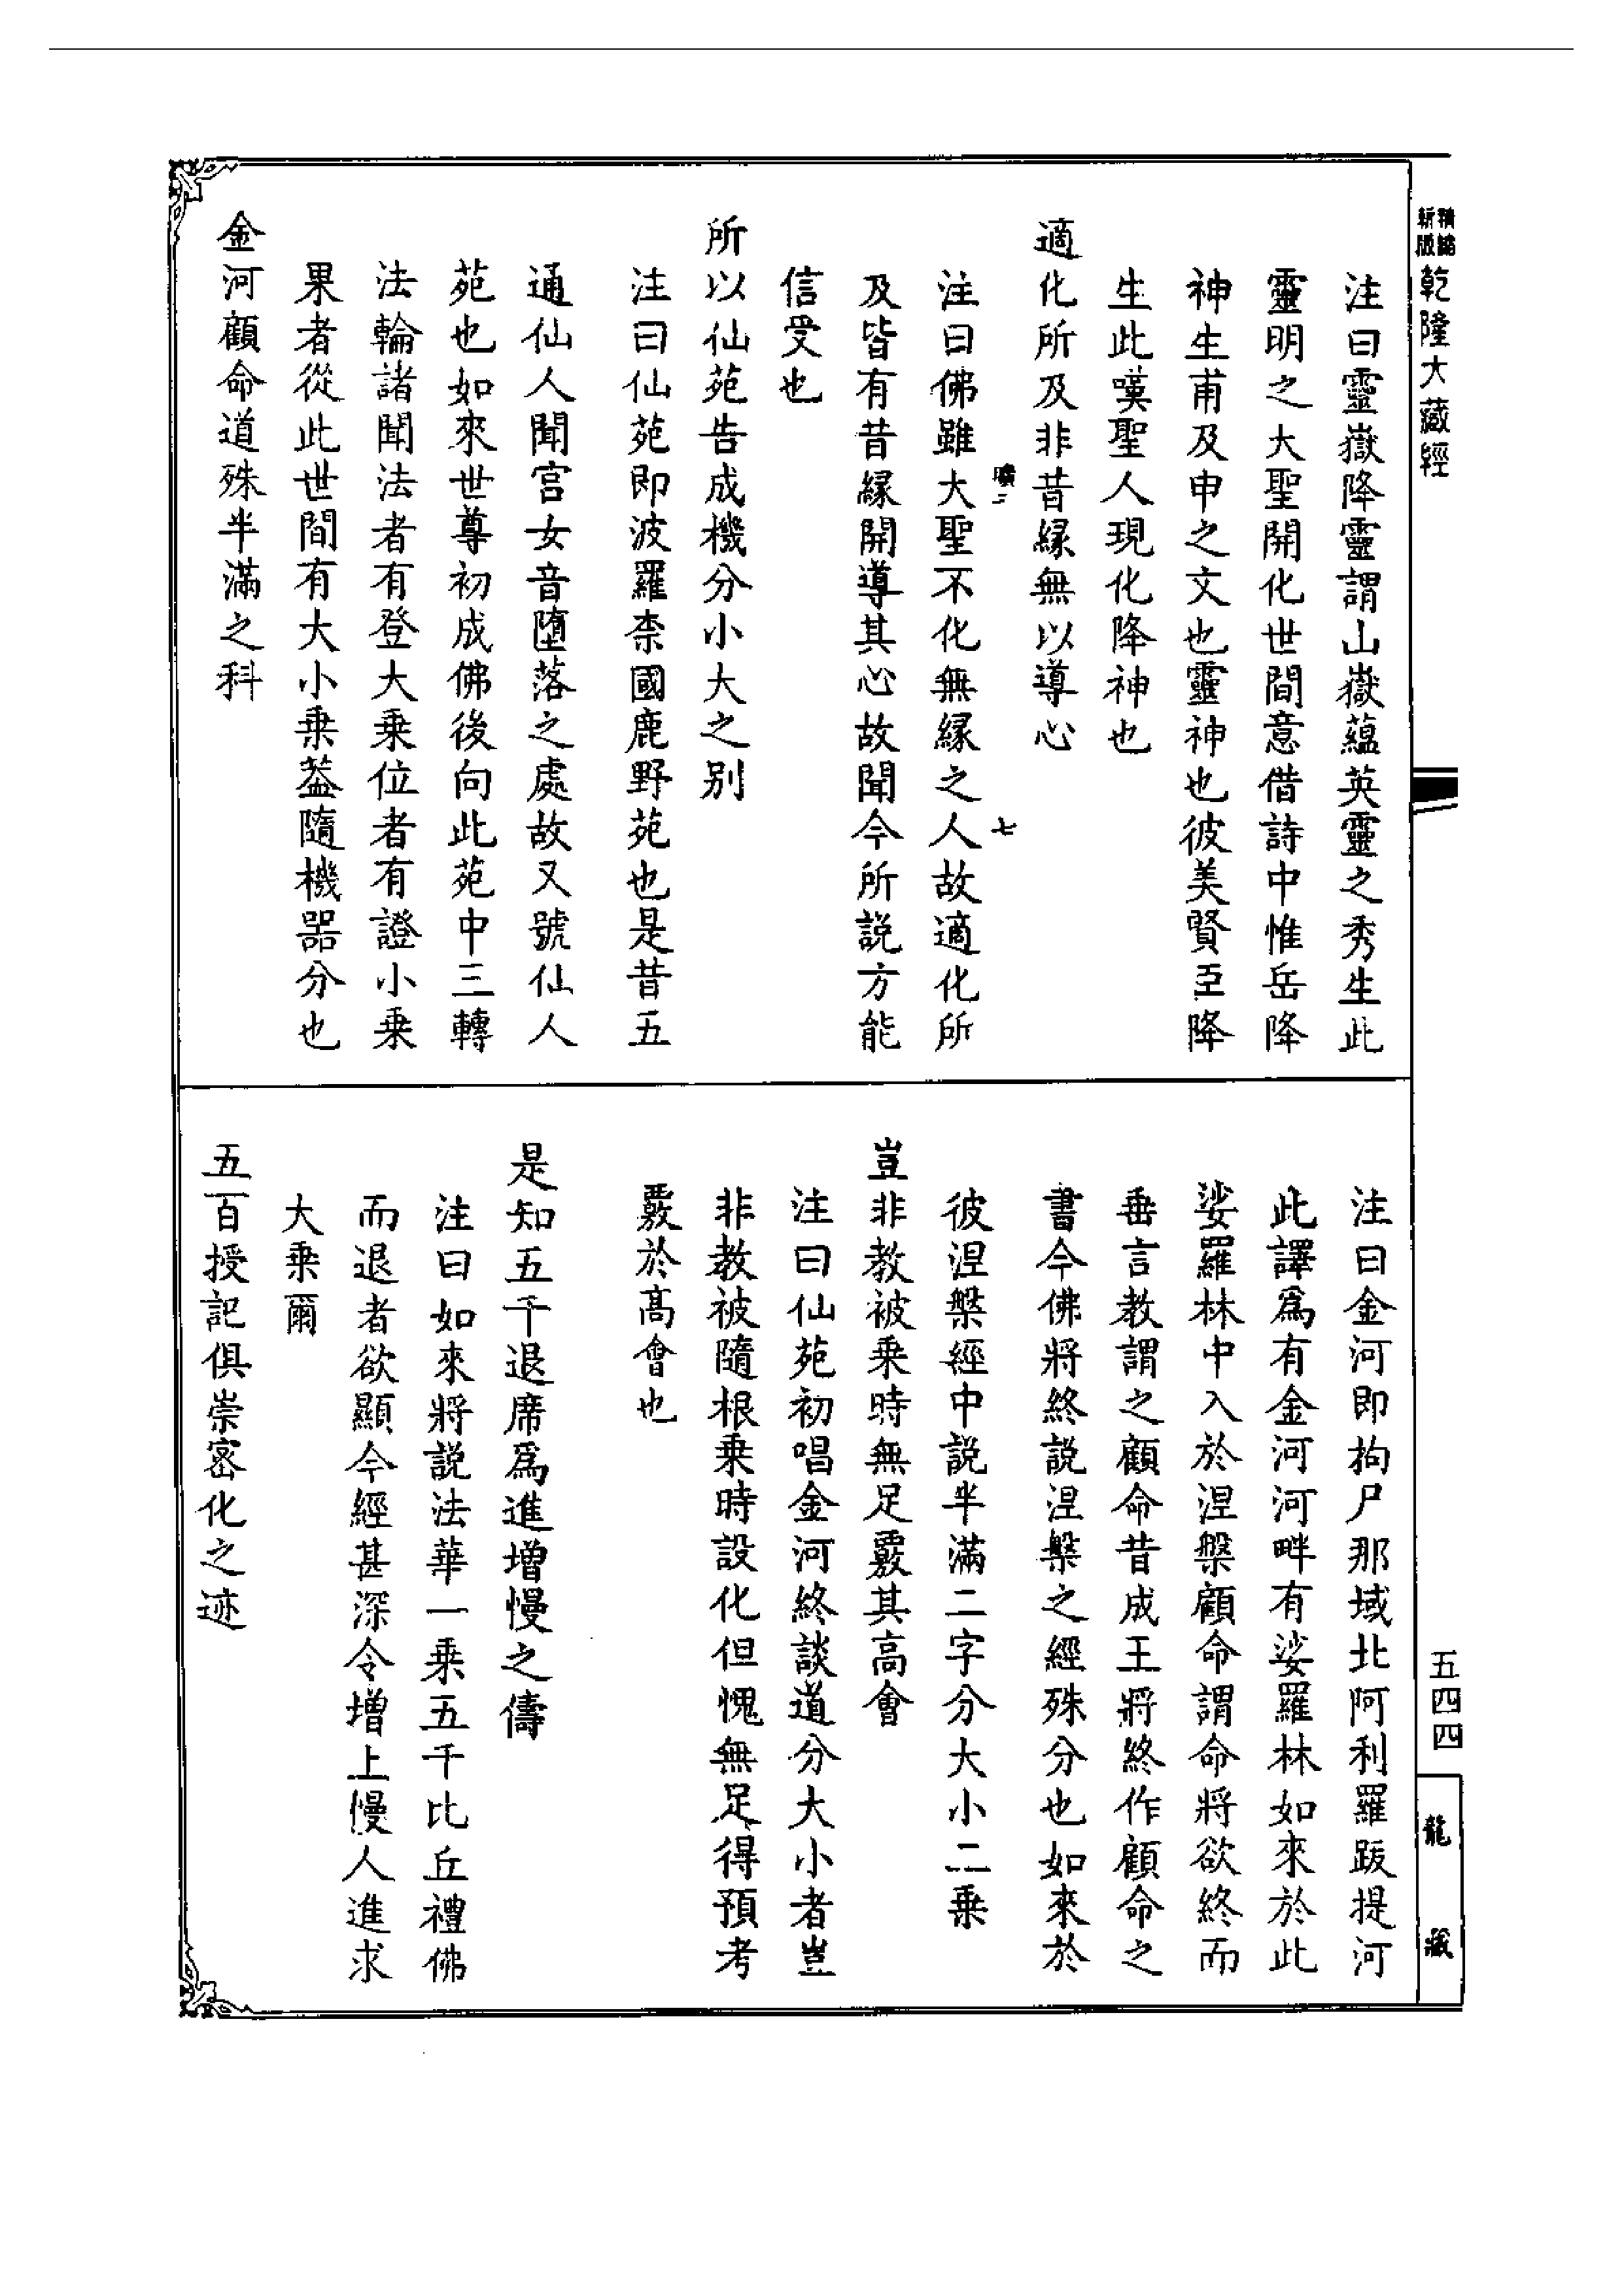 精縮
新版
乾隆大藏經
注曰靈嶽降靈謂山嶽蘊英靈之秀生此
靈明之大聖開化世間意借詩中惟岳降
神生甫及申之文也靈神也彼美賢臣降
生此嘆聖人現化降神也
適化所及非昔緣無以導心
曠二
七
注曰佛雖大聖不化無緣之人故適化所
及皆有昔緣開導其心故聞今所説方能
信受也
所以仙苑告成機分小大之別
注曰仙苑即波羅柰國鹿野苑也是昔五
通仙人聞宮女音墮落之處故又號仙人
苑也如來世尊初成佛後向此苑中三轉
法輪諸聞法者有登大乗位者有證小乗
果者從此世間有大小乗葢隨機器分也
金河顧命道殊半滿之科
注曰金河即拘尸那域北阿利羅跋提河
此譯爲有金河河畔有娑羅林如來於此
娑羅林中入於涅槃顧命謂命將欲終而
垂言教謂之顧命昔成王將終作顧命之
書今佛將終説涅槃之經殊分也如來於
彼涅槃經中説半滿二字分大小二乗
豈非教被乗時無足覈其高會
注曰仙苑初唱金河終談道分大小者豈
非教被隨根乗時設化但愧無足得預考
覈於髙會也
是知五千退席爲進增慢之儔
注曰如來將説法華一乗五千比丘禮佛
而退者欲顯今經甚深令增上慢人進求
大乗爾
五百授記俱崇密化之迹
五四四
龍
藏